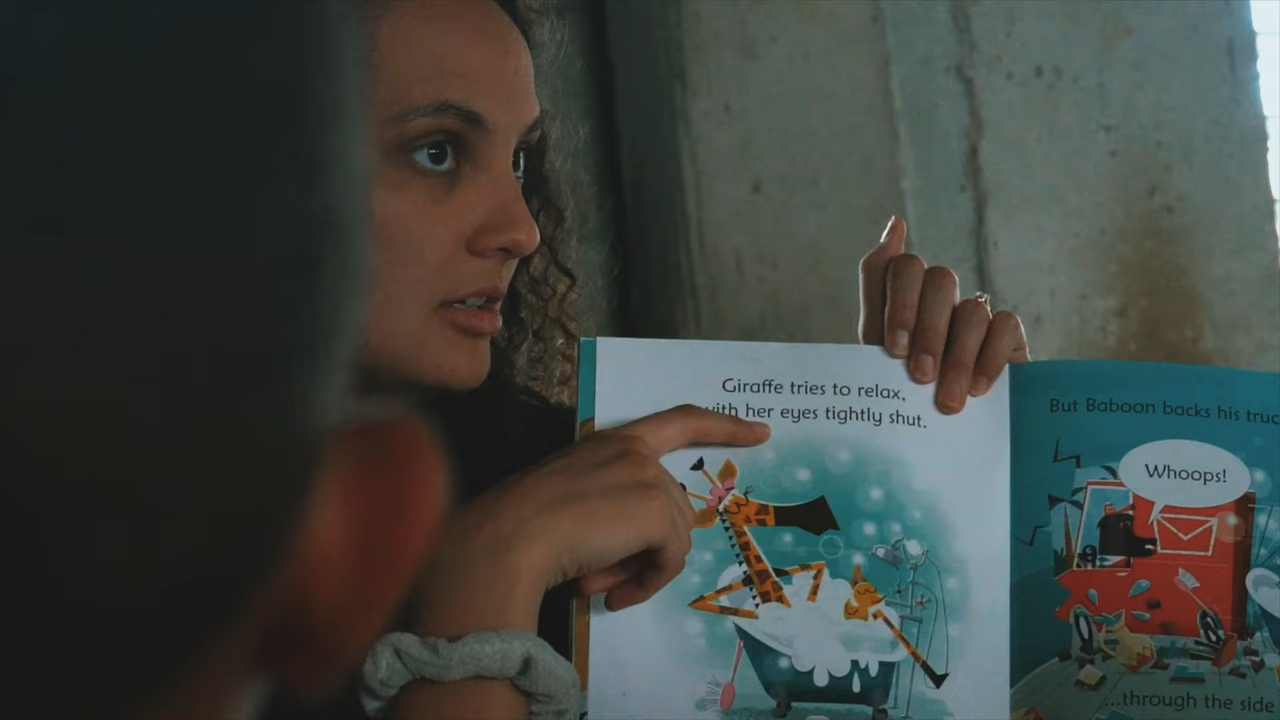 Giraffe tries to relax,
with her eyes tightly shut.
But Baboon backs his truc
Whoops!
...through the side